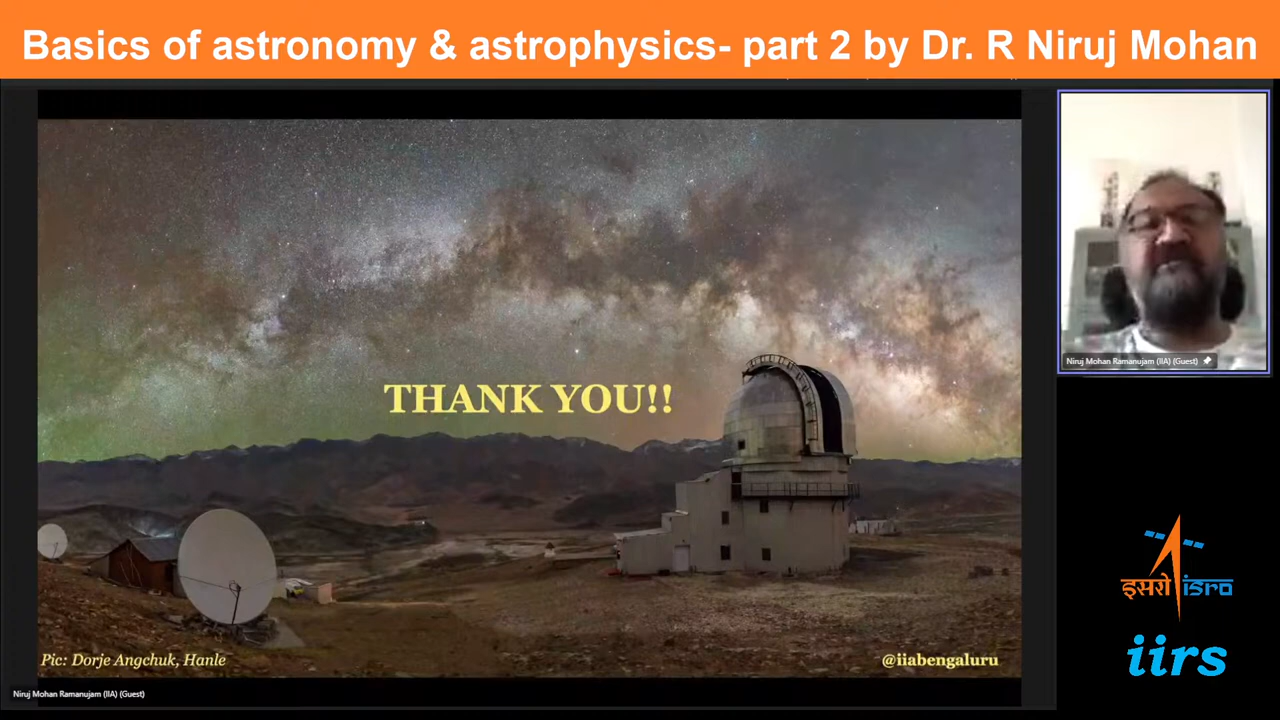 Basics of astronomy & astrophysics- part 2 by Dr. R Niruj Mohan
THANK YOU!!
Niruj Mohan Ramanujam (IIA) (Guest)
Pic: Dorje Angchuk, Hanle
@iiabengaluru
Niruj Mohan Ramanujam (IIA) (Guest)
इसरो isro
iirs